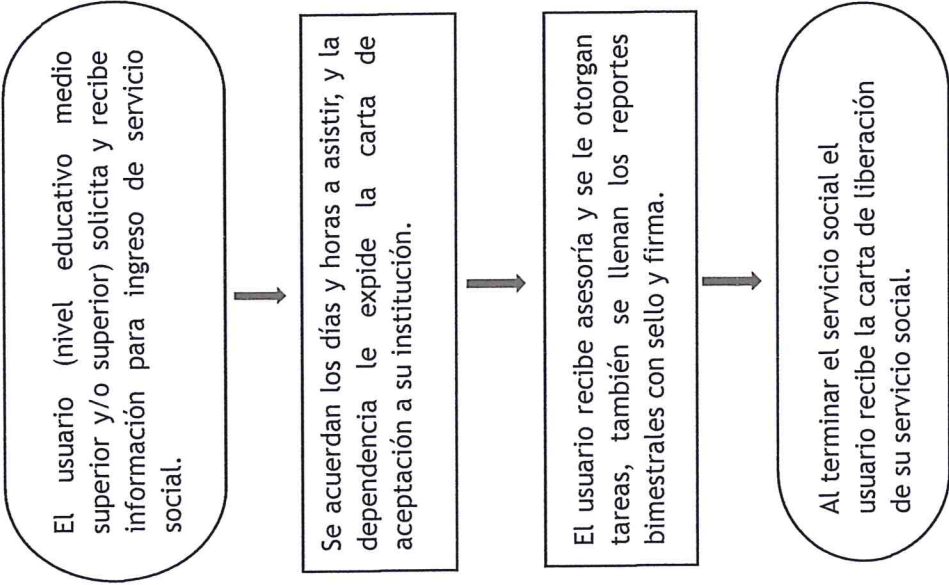 El usuario (nivel educativo medio
superior y/o superior) solicita y recibe
información para ingreso de servicio
social.
Se acuerdan los días y horas a asistir, y la
dependencia le expide la carta de
aceptación a su institución.
El usuario recibe asesoría y se le otorgan
tareas, también se llenan los reportes
bimestrales con sello y firma.
Al terminar el servicio social el
usuario recibe la carta de liberación
de su servicio social.